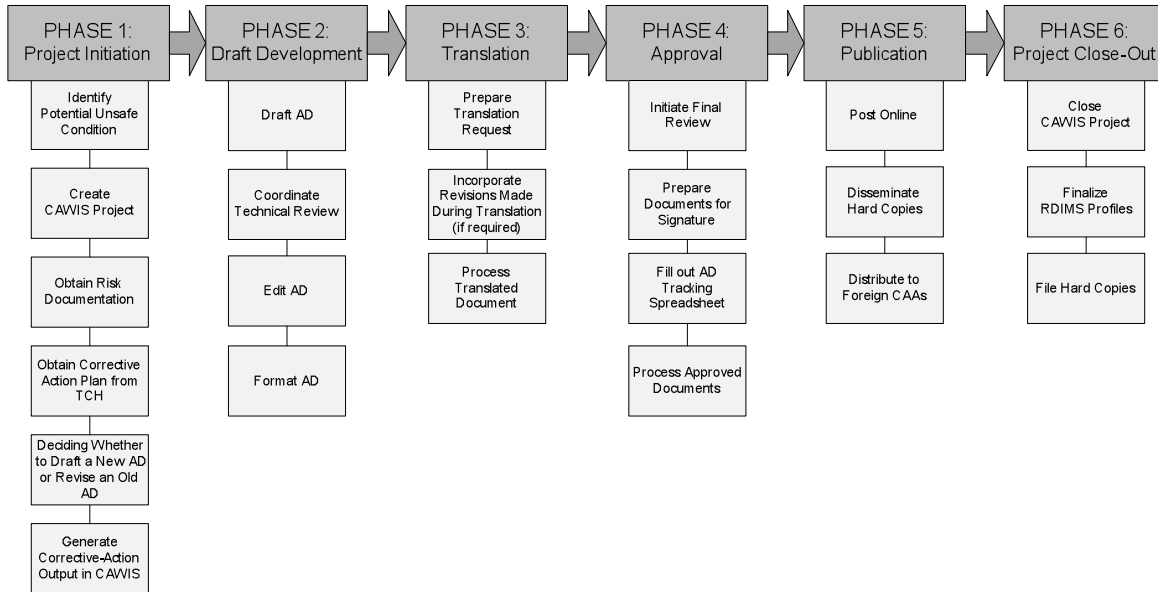 PHASE 1:
Project Initiation
Identify
Potential Unsafe
Condition
Create
CAWIS Project
Obtain Risk
Documentation
Obtain Corrective
Action Plan from
TCH
Deciding Whether
to Draft a New AD
or Revise an Old
AD
Generate
Corrective-Action
Output in CAWIS
PHASE 2:
Draft Development
Draft AD
Coordinate
Technical Review
Edit AD
Format AD
PHASE 3:
Translation
Prepare
Translation
Request
Incorporate
Revisions Made
During Translation
(if required)
Process
Translated
Document
PHASE 4:
Approval
Initiate Final
Review
Prepare
Documents for
Signature
Fill out AD
Tracking
Spreadsheet
Process Approved
Documents
PHASE 5:
Publication
Post Online
Disseminate
Hard Copies
Distribute to
Foreign CAAs
PHASE 6:
Project Close-Out
Close
CAWIS Project
Finalize
RDIMS Profiles
File Hard Copies